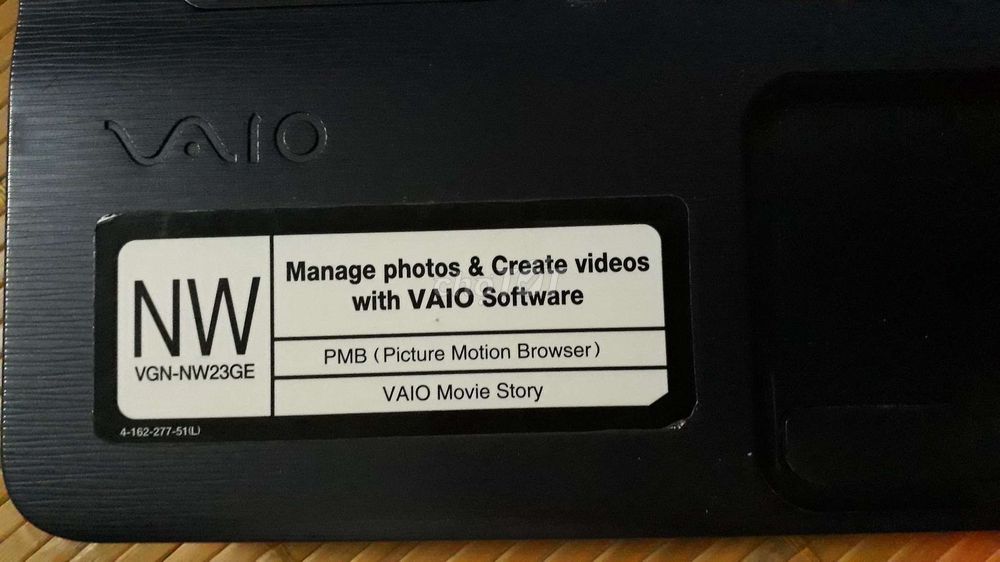 VAIO
NW
VGN-NW23GE
Manage photos & Create videos
with VAIO Software
PMB ( Picture Motion Browser )
VAIO Movie Story
4-162-277-51(L)